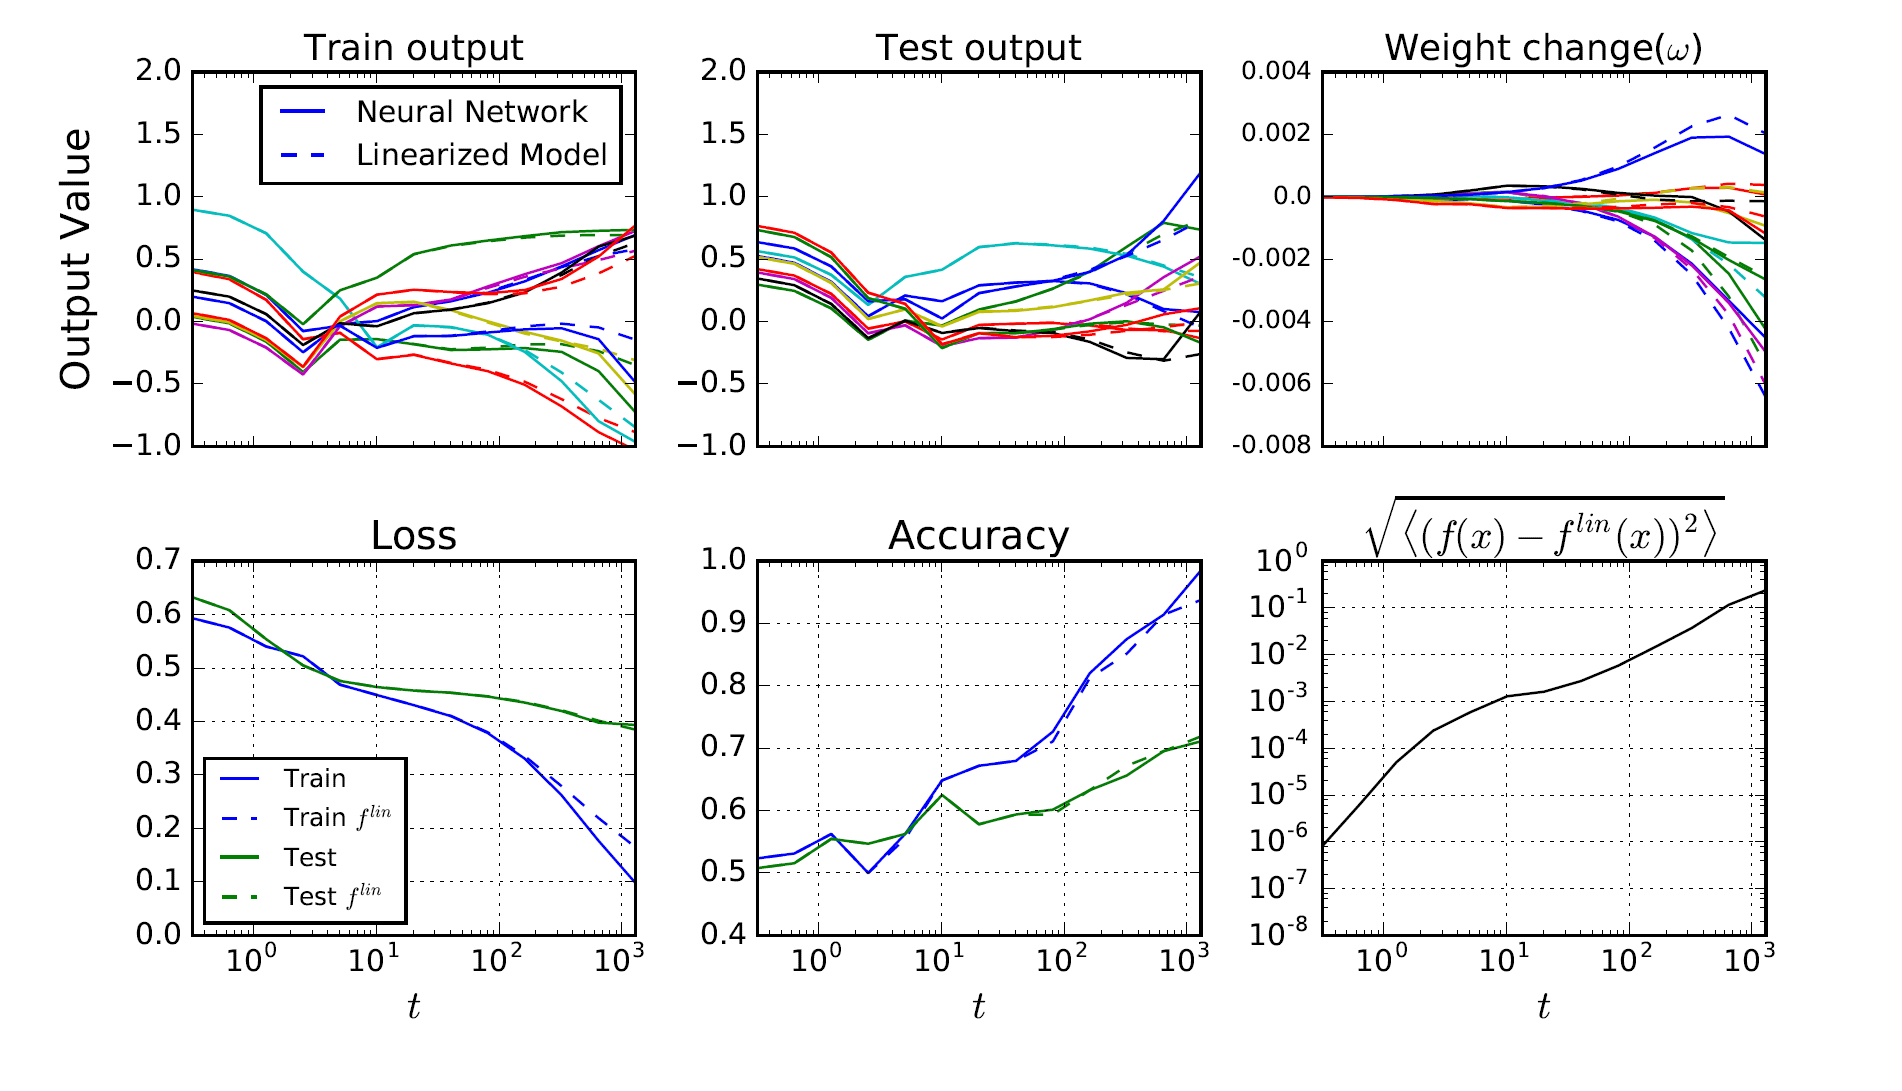 Train output
Output Value
2.0
1.5
1.0
0.5
0.0
−0.5
−1.0
Neural Network
Linearized Model
Test output
2.0
1.5
1.0
0.5
0.0
−0.5
−1.0
Weight change(ω)
0.004
0.002
0.0
-0.002
-0.004
-0.006
-0.008
Loss
0.7
0.6
0.5
0.4
0.3
0.2
0.1
0.0
Train
Train f^{lin}
Test
Test f^{lin}
10^0 10^1 10^2 10^3
t
Accuracy
1.0
0.9
0.8
0.7
0.6
0.5
0.4
10^0 10^1 10^2 10^3
t
√⟨(f(x) − f^{lin}(x))^2⟩
10^0
10^-1
10^-2
10^-3
10^-4
10^-5
10^-6
10^-7
10^-8
10^0 10^1 10^2 10^3
t